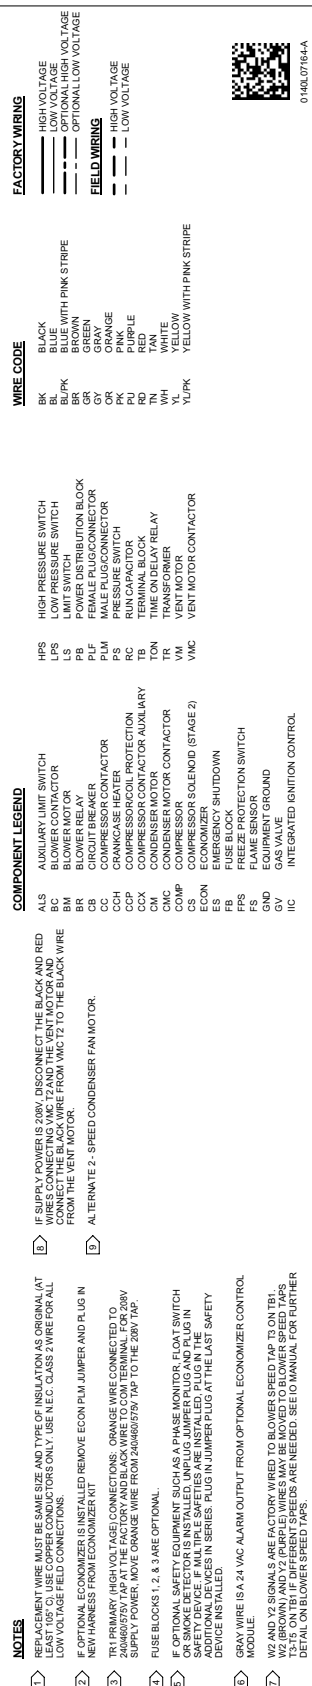 NOTES
1 REPLACEMENT WIRE MUST BE SAME SIZE AND TYPE OF INSULATION AS ORIGINAL (AT
LEAST 105° C). USE COPPER CONDUCTORS ONLY. USE N.E.C. CLASS 2 WIRE FOR ALL
LOW VOLTAGE FIELD CONNECTIONS.
2 IF OPTIONAL ECONOMIZER IS INSTALLED REMOVE ECON PLM JUMPER AND PLUG IN
NEW HARNESS FROM ECONOMIZER KIT
3 TR1 PRIMARY (HIGH VOLTAGE) CONNECTIONS: ORANGE WIRE CONNECTED TO
240/460/575V TAP AT THE FACTORY AND BLACK WIRE TO COM TERMINAL. FOR 208V
SUPPLY POWER, MOVE ORANGE WIRE FROM 240/460/575V TAP TO THE 208V TAP.
4 FUSE BLOCKS 1, 2, & 3 ARE OPTIONAL.
5 IF OPTIONAL SAFETY EQUIPMENT SUCH AS A PHASE MONITOR, FLOAT SWITCH
OR SMOKE DETECTOR IS INSTALLED, UNPLUG JUMPER PLUG AND PLUG IN
SAFETY DEVICE. IF MULTIPLE SAFETIES ARE INSTALLED, PLUG IN THE
ADDITIONAL DEVICES IN SERIES. PLUG IN JUMPER PLUG AT THE LAST SAFETY
DEVICE INSTALLED.
6 GRAY WIRE IS A 24 VAC ALARM OUTPUT FROM OPTIONAL ECONOMIZER CONTROL
MODULE.
7 W2 AND Y2 SIGNALS ARE FACTORY WIRED TO BLOWER SPEED TAP T3 ON TB1.
W2 (BROWN) AND Y2 (PURPLE) WIRES MAY BE MOVED TO BLOWER SPEED TAPS
T3-T5 ON TB1 IF DIFFERENT SPEEDS ARE NEEDED. SEE IO MANUAL FOR FURTHER
DETAIL ON BLOWER SPEED TAPS.
8 IF SUPPLY POWER IS 208V, DISCONNECT THE BLACK AND RED
WIRES CONNECTING VMC T2 AND THE VENT MOTOR AND
CONNECT THE BLACK WIRE FROM VMC T2 TO THE BLACK WIRE
FROM THE VENT MOTOR.
9 ALTERNATE 2 - SPEED CONDENSER FAN MOTOR.
COMPONENT LEGEND
ALS AUXILIARY LIMIT SWITCH
BC BLOWER CONTACTOR
BM BLOWER MOTOR
BR BLOWER RELAY
CB CIRCUIT BREAKER
CC COMPRESSOR CONTACTOR
CCH CRANKCASE HEATER
CCP COMPRESSOR/COIL PROTECTION
CCX COMPRESSOR CONTACTOR AUXILIARY
CM CONDENSER MOTOR
CMC CONDENSER MOTOR CONTACTOR
COMP COMPRESSOR
CS COMPRESSOR SOLENOID (STAGE 2)
ECON ECONOMIZER
ES EMERGENCY SHUTDOWN
FB FUSE BLOCK
FPS FREEZE PROTECTION SWITCH
FS FLAME SENSOR
GND EQUIPMENT GROUND
GV GAS VALVE
IIC INTEGRATED IGNITION CONTROL
HPS HIGH PRESSURE SWITCH
LPS LOW PRESSURE SWITCH
LS LIMIT SWITCH
PB POWER DISTRIBUTION BLOCK
PLF FEMALE PLUG/CONNECTOR
PLM MALE PLUG/CONNECTOR
PS PRESSURE SWITCH
RC RUN CAPACITOR
TB TERMINAL BLOCK
TON TIME ON DELAY RELAY
TR TRANSFORMER
VM VENT MOTOR
VMC VENT MOTOR CONTACTOR
WIRE CODE
BK BLACK
BL BLUE
BL/PK BLUE WITH PINK STRIPE
BR BROWN
GR GREEN
GY GRAY
OR ORANGE
PK PINK
PU PURPLE
RD RED
TN TAN
WH WHITE
YL YELLOW
YL/PK YELLOW WITH PINK STRIPE
FACTORY WIRING
HIGH VOLTAGE
LOW VOLTAGE
OPTIONAL HIGH VOLTAGE
OPTIONAL LOW VOLTAGE
FIELD WIRING
HIGH VOLTAGE
LOW VOLTAGE
0140L07164-A